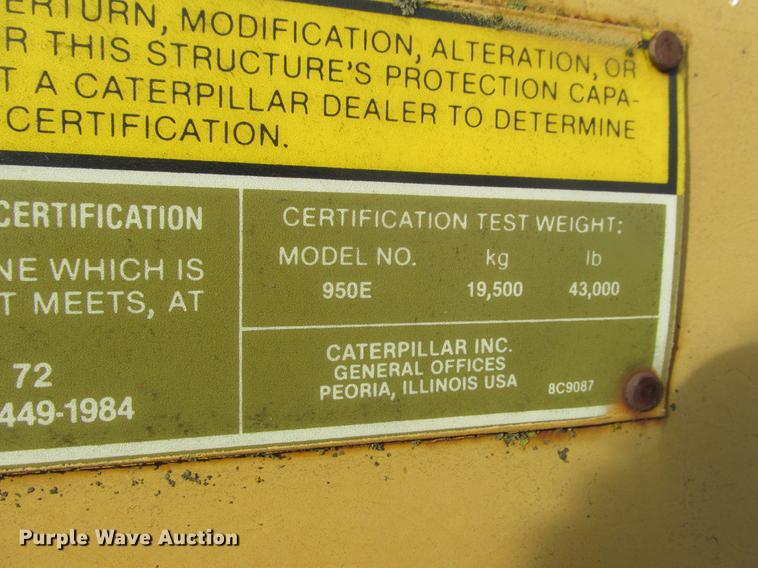 ERTURN, MODIFICATION, ALTERATION, OR
R THIS STRUCTURE'S PROTECTION CAPA-
T A CATERPILLAR DEALER TO DETERMINE
CERTIFICATION.
CERTIFICATION
NE WHICH IS
T MEETS, AT
72
449-1984
CERTIFICATION TEST WEIGHT:
MODEL NO. kg lb
950E 19,500 43,000
CATERPILLAR INC.
GENERAL OFFICES
PEORIA, ILLINOIS USA 8C9087
Purple Wave Auction